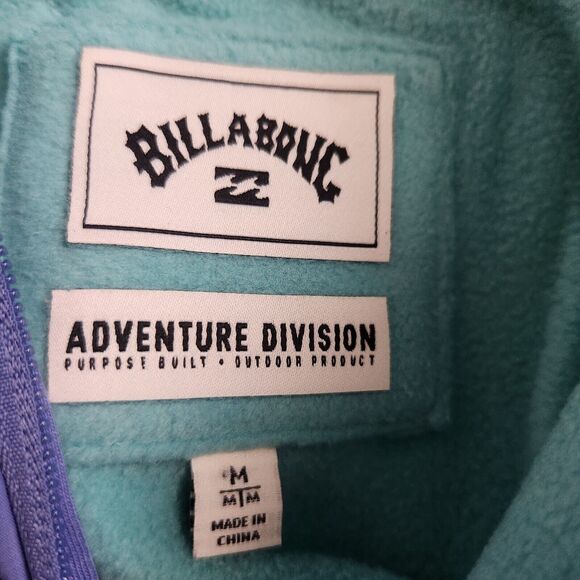 BILLABONG
ADVENTURE DIVISION
PURPOSE BUILT • OUTDOOR PRODUCT
M
M M
MADE IN
CHINA